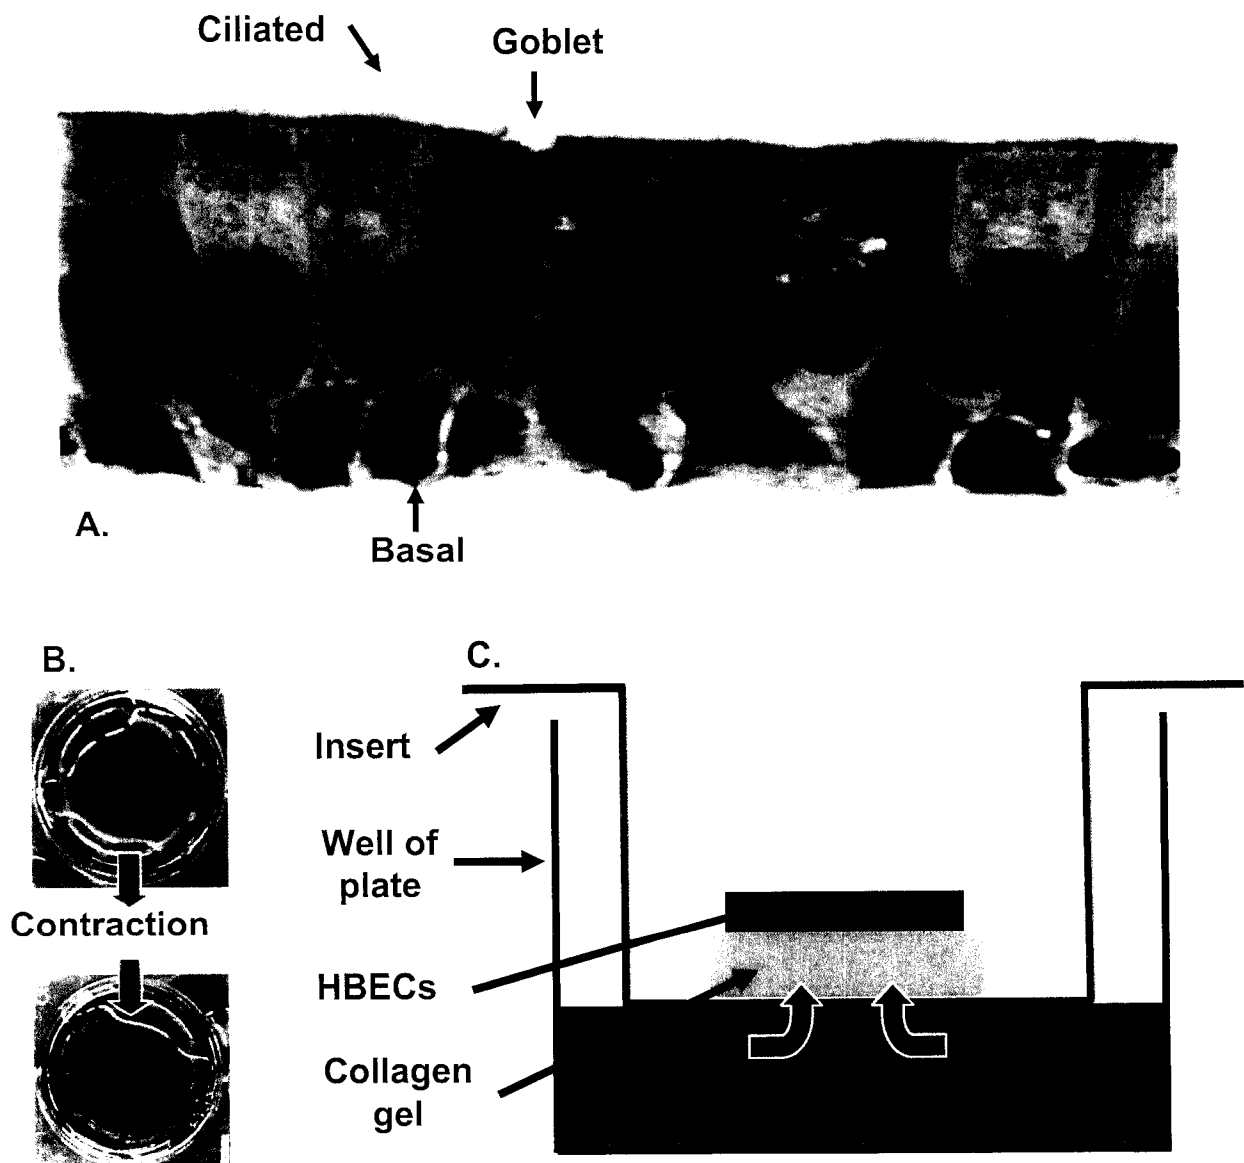 Ciliated
Goblet
A.
Basal
B.
C.
Insert
Well of
plate
Contraction
HBECs
Collagen
gel